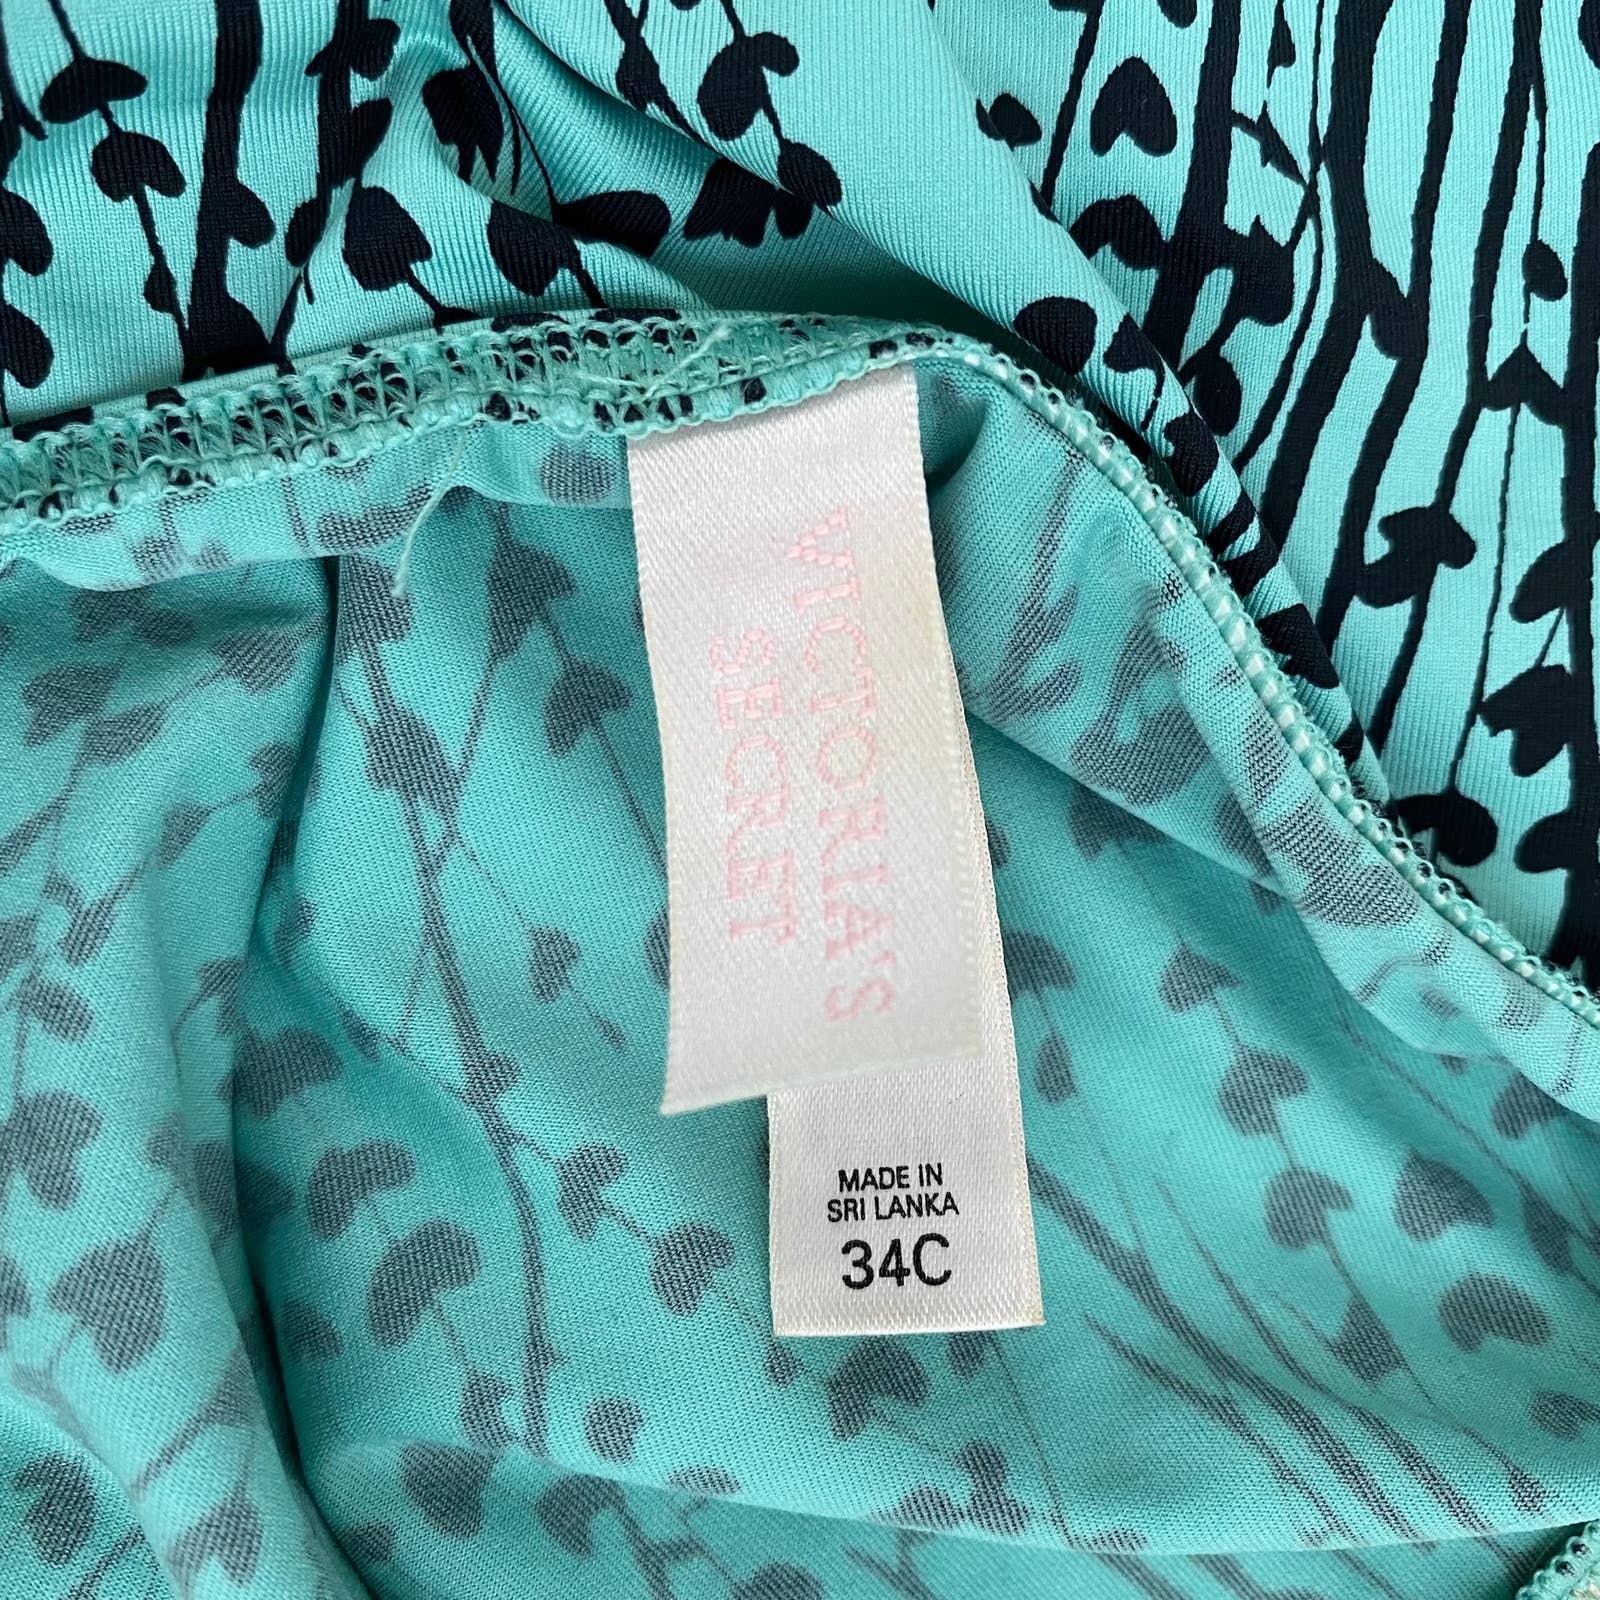 VICTORIA'S
SECRET
MADE IN
SRI LANKA
34C